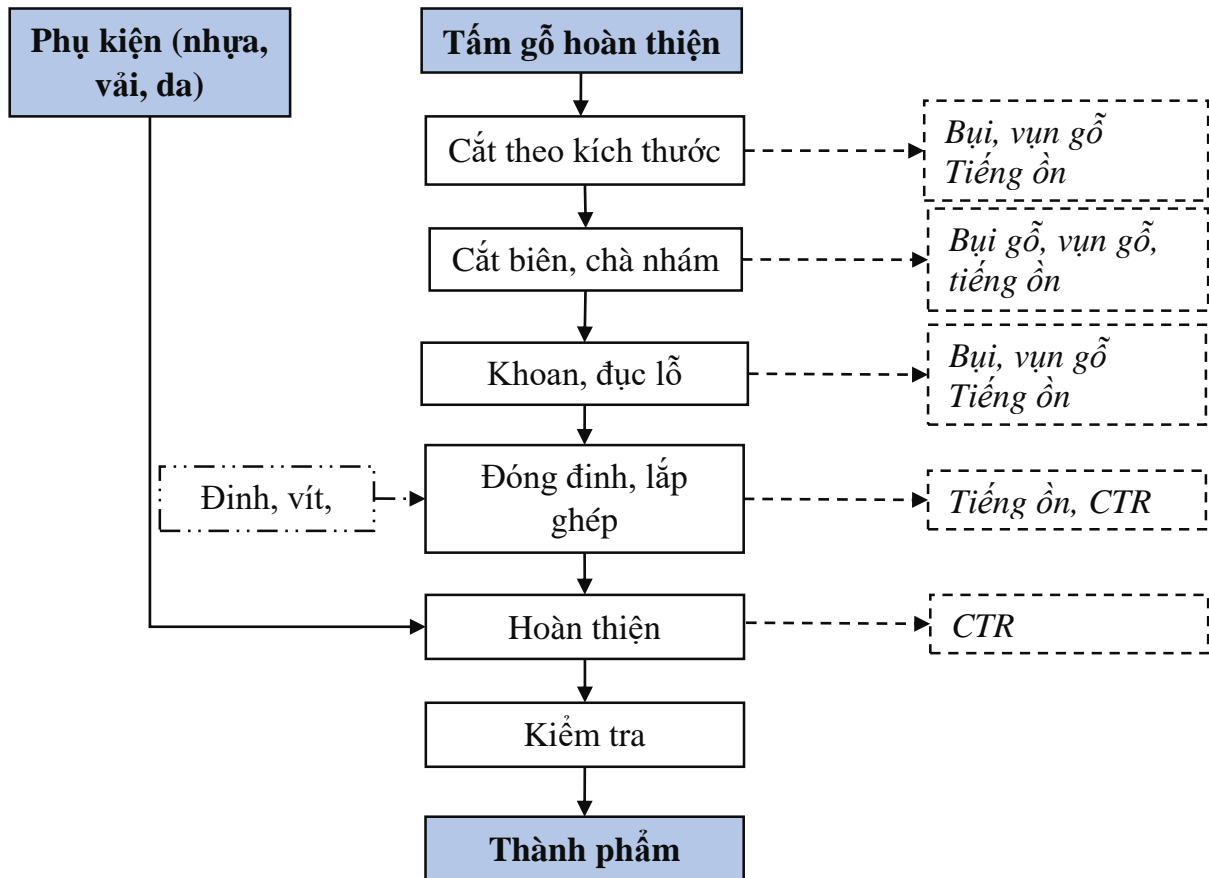 Phụ kiện (nhựa,
vải, da)
Tấm gỗ hoàn thiện
Cắt theo kích thước
Bụi, vụn gỗ
Tiếng ồn
Cắt biên, chà nhám
Bụi gỗ, vụn gỗ,
tiếng ồn
Khoan, đục lỗ
Bụi, vụn gỗ
Tiếng ồn
Đinh, vít,
Đóng đinh, lắp
ghép
Tiếng ồn, CTR
Hoàn thiện
CTR
Kiểm tra
Thành phẩm